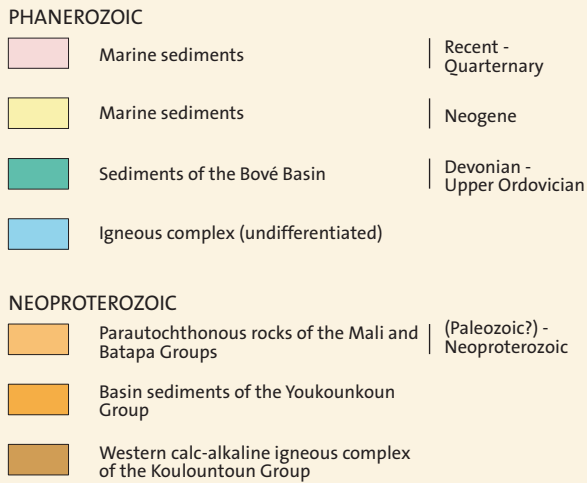 PHANEROZOIC
Marine sediments
Recent -
Quarternary
Marine sediments
Neogene
Sediments of the Bové Basin
Devonian -
Upper Ordovician
Igneous complex (undifferentiated)
NEOPROTEROZOIC
Parautochthonous rocks of the Mali and
Batapa Groups
(Paleozoic?) -
Neoproterozoic
Basin sediments of the Youkounkoun
Group
Western calc-alkaline igneous complex
of the Koulountoun Group